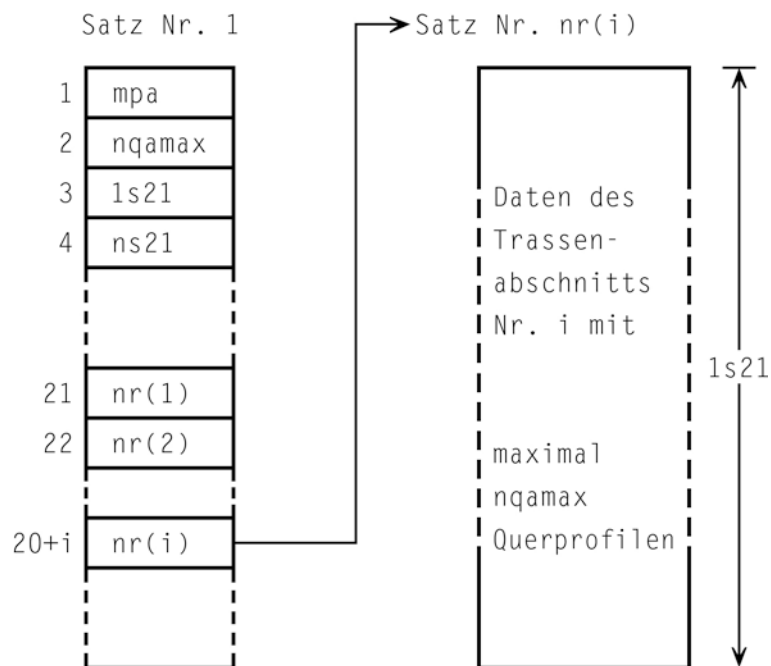 Satz Nr. 1
Satz Nr. nr(i)
1 mpa
2 nqamax
3 ls21
4 ns21
21 nr(1)
22 nr(2)
20+i nr(i)
Daten des
Trassen-
abschnitts
Nr. i mit
maximal
nqamax
Querprofilen
ls21